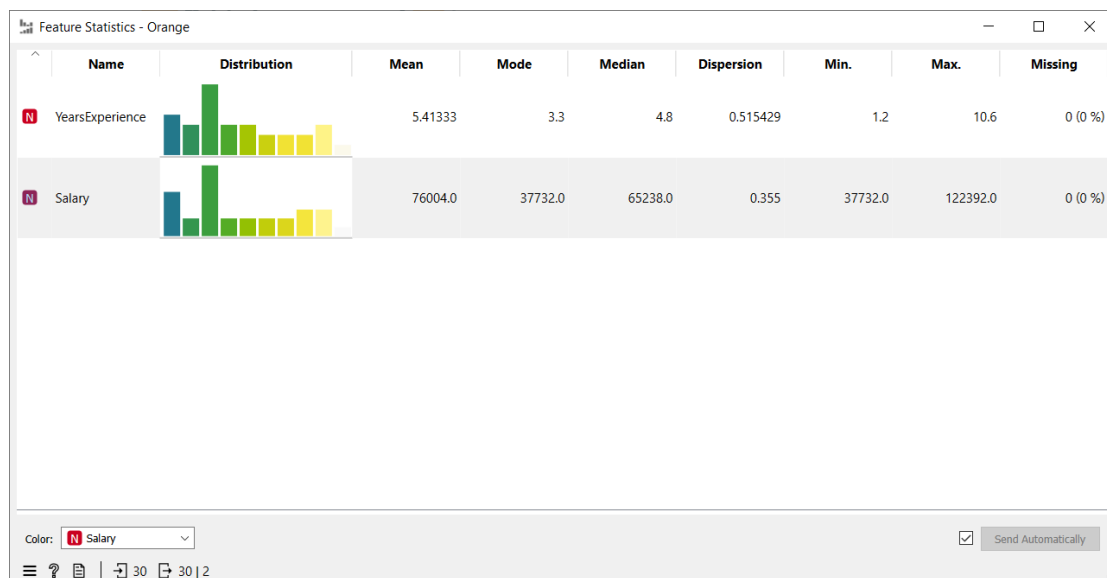 Feature Statistics - Orange
Name Distribution Mean Mode Median Dispersion Min. Max. Missing
N YearsExperience 5.41333 3.3 4.8 0.515429 1.2 10.6 0 (0 %)
N Salary 76004.0 37732.0 65238.0 0.355 37732.0 122392.0 0 (0 %)
Color: N Salary Send Automatically
? 30 30 | 2